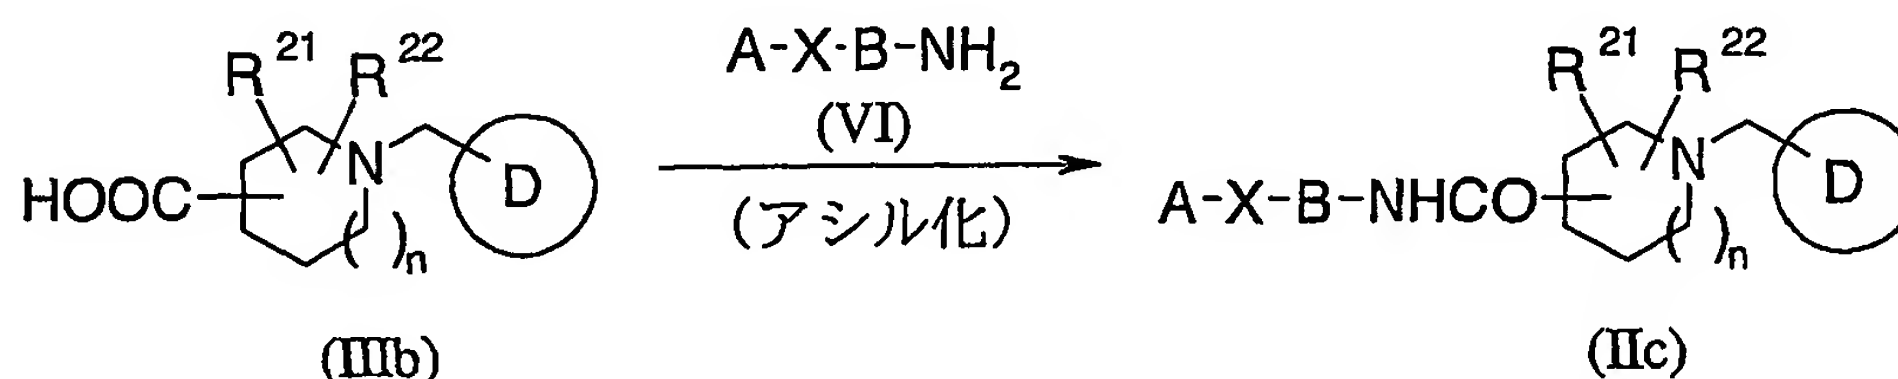 R21 R22
N
D
HOOC
( )n
(IIIb)
A-X-B-NH2
(VI)
(アシル化)
R21 R22
N
D
A-X-B-NHCO
( )n
(IIc)